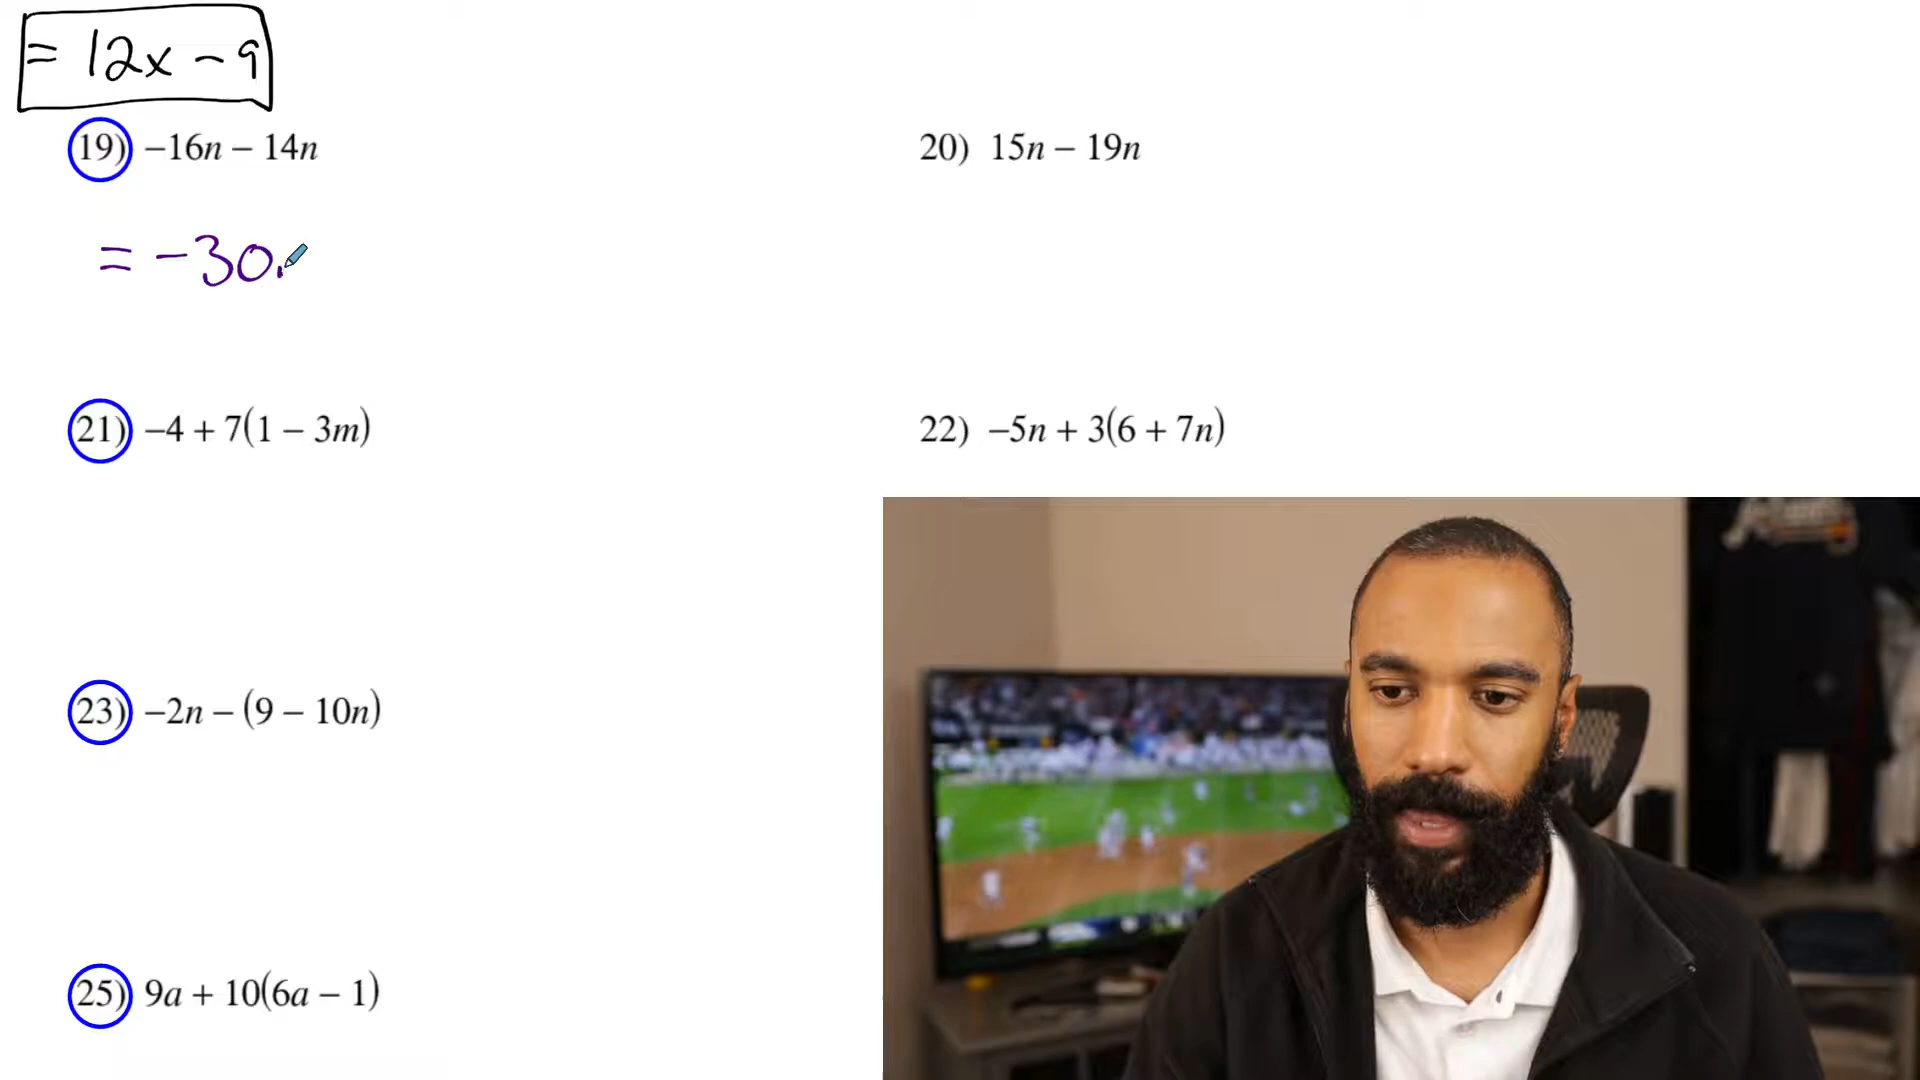 = 12x − 9
19) −16n − 14n
20) 15n − 19n
= −30
21) −4 + 7(1 − 3m)
22) −5n + 3(6 + 7n)
23) −2n − (9 − 10n)
25) 9a + 10(6a − 1)